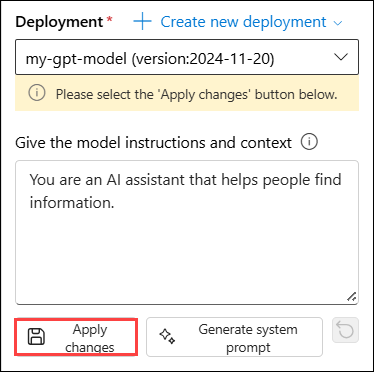 Deployment * + Create new deployment
my-gpt-model (version:2024-11-20)
Please select the 'Apply changes' button below.
Give the model instructions and context
You are an AI assistant that helps people find
information.
Apply
changes
Generate system
prompt